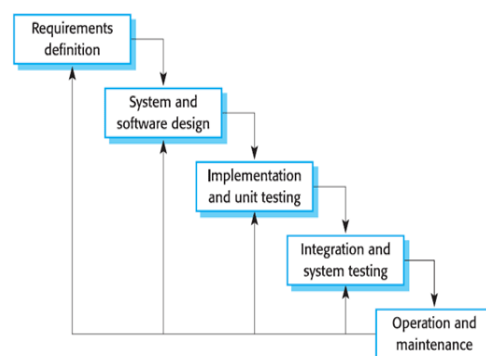 Requirements
definition
System and
software design
Implementation
and unit testing
Integration and
system testing
Operation and
maintenance